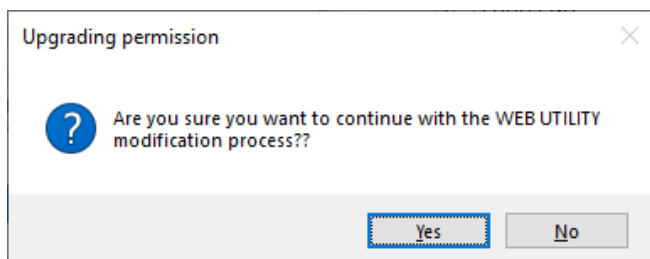 Upgrading permission
?
Are you sure you want to continue with the WEB UTILITY
modification process??
Yes
No